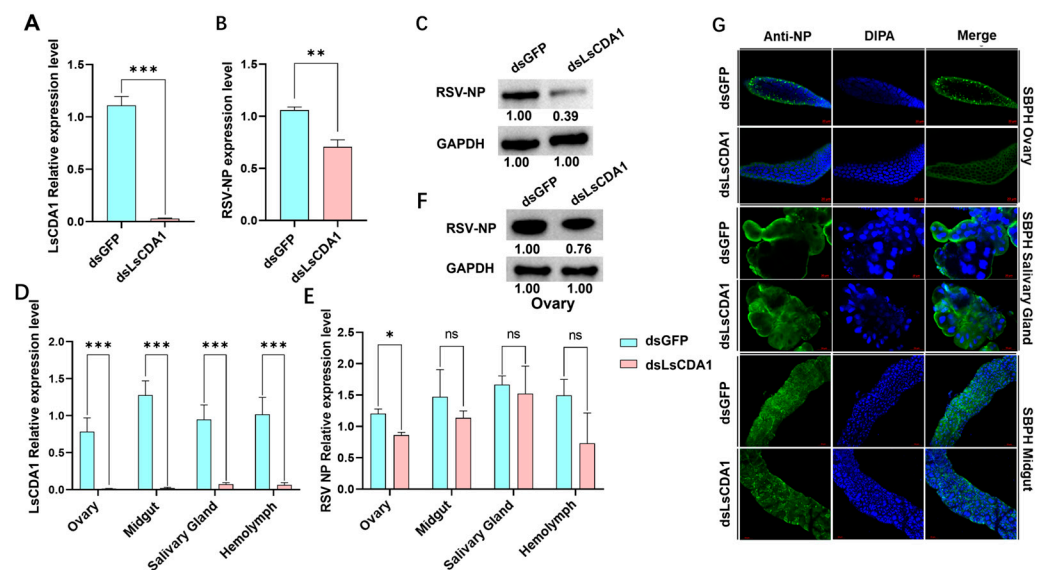 A
LsCDA1 Relative expression level
1.5
1.0
0.5
0.0
***
dsGFP
dsLsCDA1
B
RSV-NP expression level
1.5
1.0
0.5
0.0
**
dsGFP
dsLsCDA1
C
dsGFP
dsLsCDA1
RSV-NP
1.00
0.39
GAPDH
1.00
1.00
F
dsGFP
dsLsCDA1
RSV-NP
1.00
0.76
GAPDH
1.00
1.00
Ovary
D
LsCDA1 Relative expression level
2.0
1.5
1.0
0.5
0.0
***
***
***
***
Ovary
Midgut
Salivary Gland
Hemolymph
E
RSV NP Relative expression level
2.5
2.0
1.5
1.0
0.5
0.0
*
ns
ns
ns
Ovary
Midgut
Salivary Gland
Hemolymph
dsGFP
dsLsCDA1
G
Anti-NP
DIPA
Merge
dsGFP
dsLsCDA1
SBPH Ovary
dsGFP
dsLsCDA1
SBPH Salivary Gland
dsGFP
dsLsCDA1
SBPH Midgut